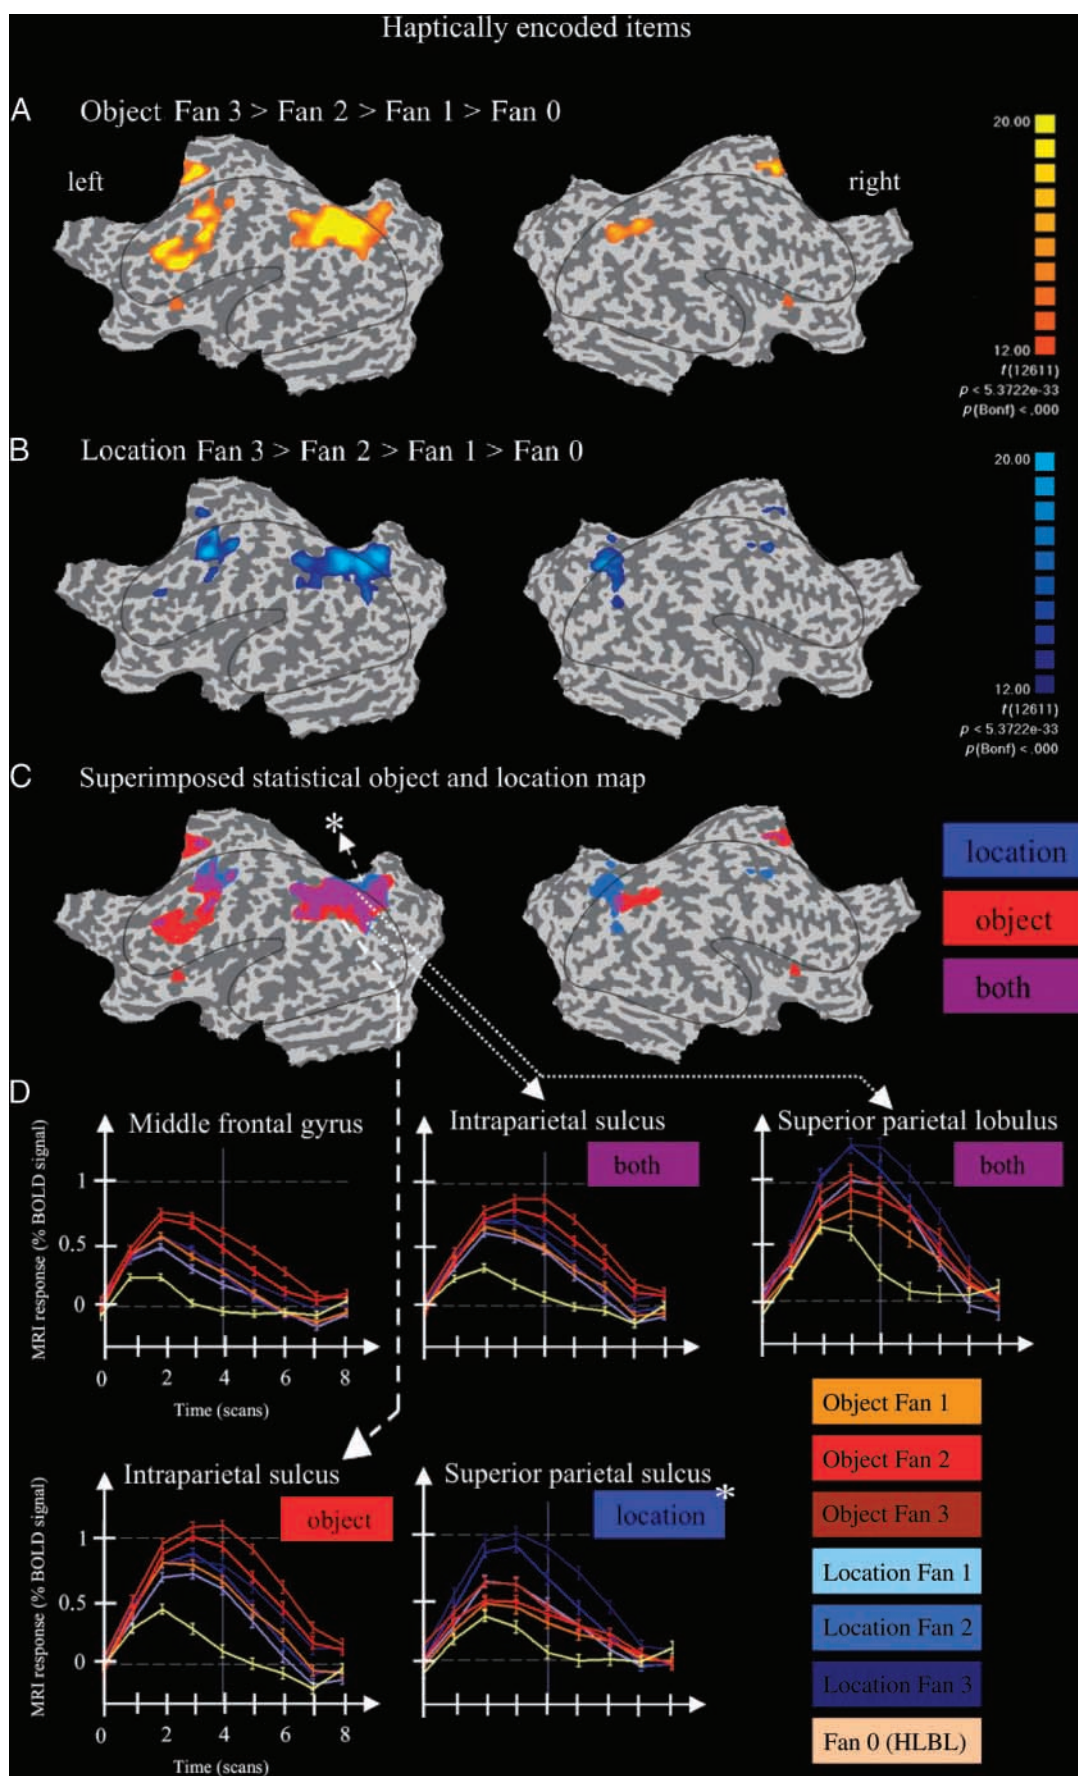 Haptically encoded items
A
Object Fan 3 > Fan 2 > Fan 1 > Fan 0
left
right
20.00
12.00
t(12611)
p < 5.3722e-33
p(Bonf) < .000
B
Location Fan 3 > Fan 2 > Fan 1 > Fan 0
20.00
12.00
t(12611)
p < 5.3722e-33
p(Bonf) < .000
C
Superimposed statistical object and location map
*
location
object
both
D
MRI response (% BOLD signal)
Middle frontal gyrus
1
0.5
0
0 2 4 6 8
Time (scans)
Intraparietal sulcus
both
Superior parietal lobulus
both
MRI response (% BOLD signal)
Intraparietal sulcus
object
1
0.5
0
0 2 4 6 8
Time (scans)
Superior parietal sulcus
location
*
Object Fan 1
Object Fan 2
Object Fan 3
Location Fan 1
Location Fan 2
Location Fan 3
Fan 0 (HLBL)